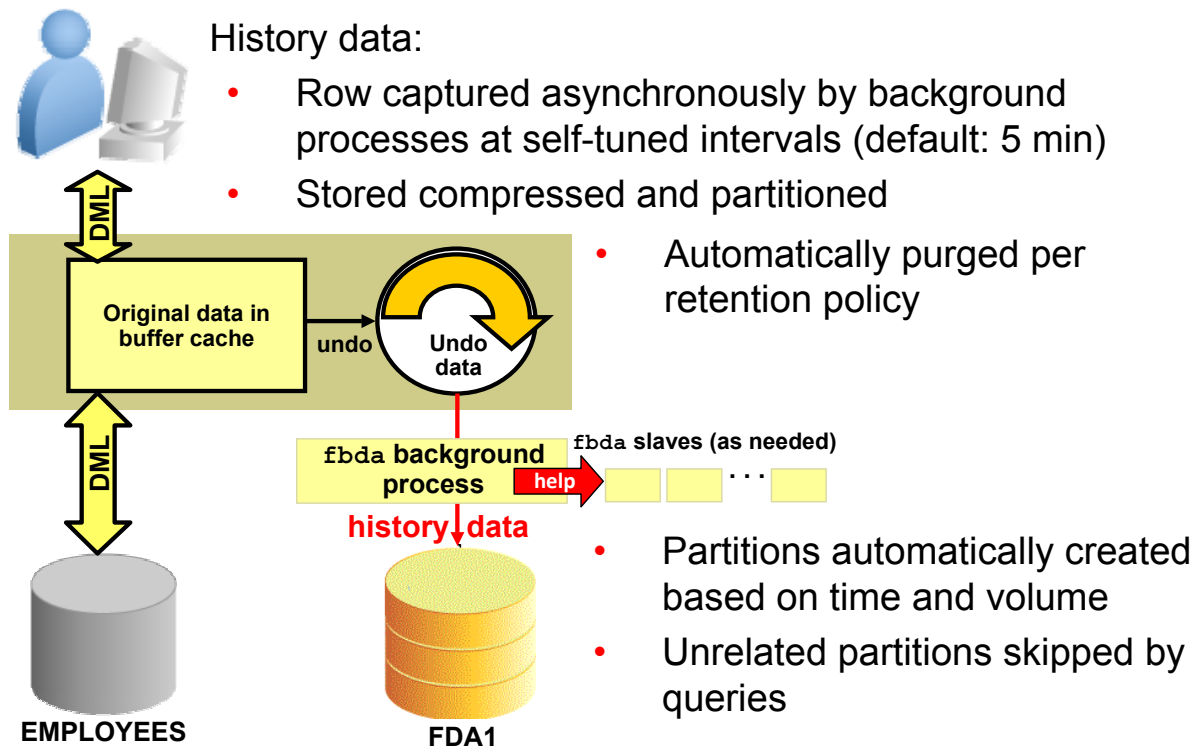 History data:
• Row captured asynchronously by background
processes at self-tuned intervals (default: 5 min)
• Stored compressed and partitioned
DML
• Automatically purged per
retention policy
Original data in
buffer cache
undo
Undo
data
DML
fbda background
process
help
fbda slaves (as needed)
...
history data
• Partitions automatically created
based on time and volume
• Unrelated partitions skipped by
queries
EMPLOYEES
FDA1